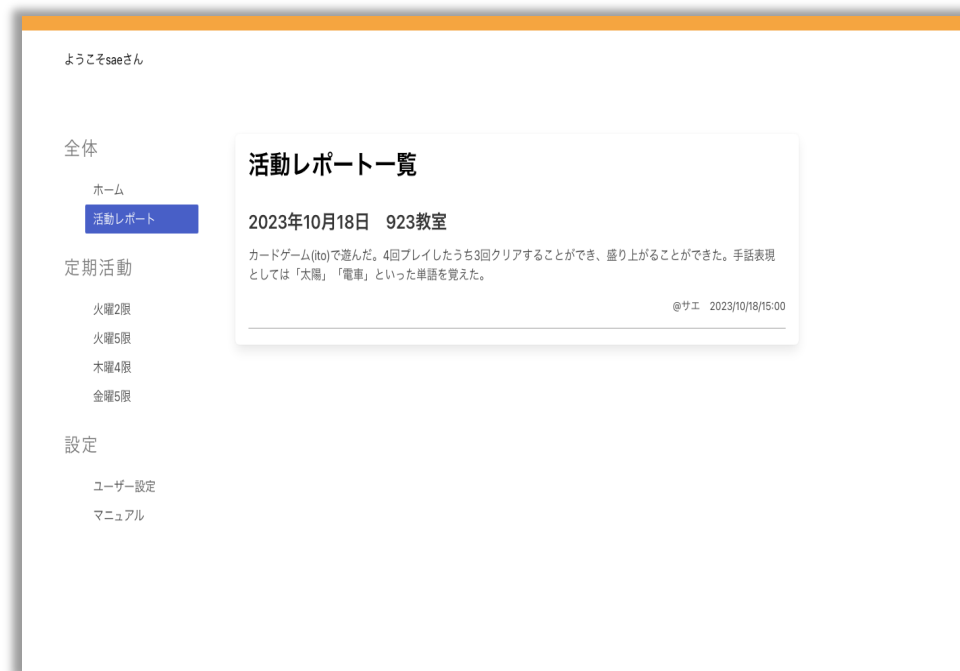 ようこそsaeさん
全体
ホーム
活動レポート
定期活動
火曜2限
火曜5限
木曜4限
金曜5限
設定
ユーザー設定
マニュアル
活動レポート一覧
2023年10月18日　923教室
カードゲーム(ito)で遊んだ。4回プレイしたうち3回クリアすることができ、盛り上がることができた。手話表現
としては「太陽」「電車」といった単語を覚えた。
@サエ　2023/10/18/15:00